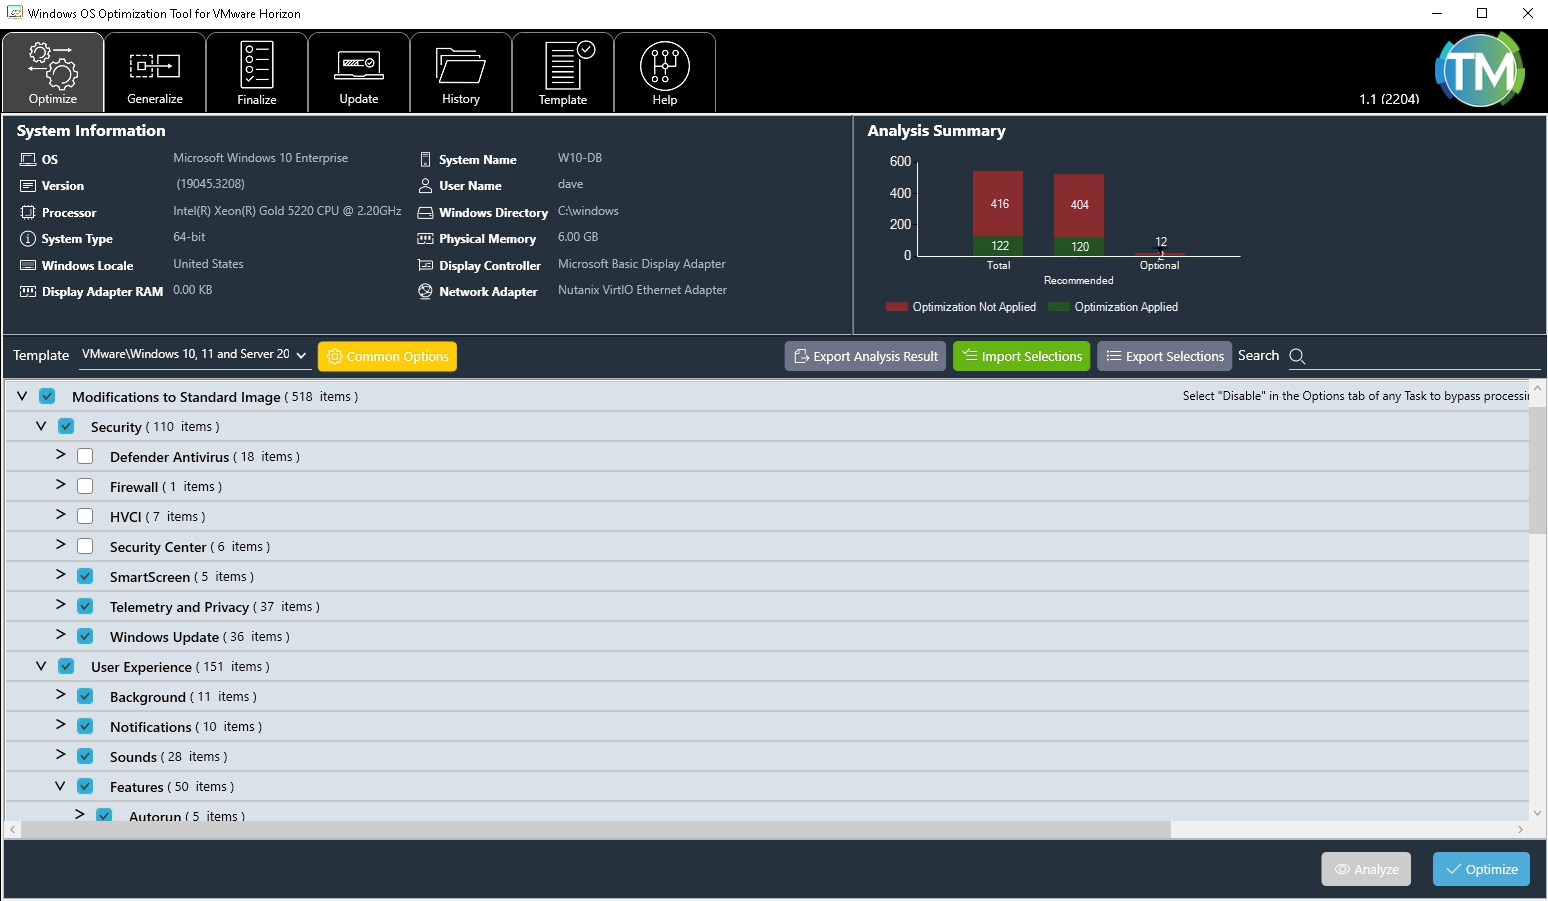 Windows OS Optimization Tool for VMware Horizon
Optimize
Generalize
Finalize
Update
History
Template
Help
1.1 (2204)
TM
System Information
OS Microsoft Windows 10 Enterprise
Version (19045.3208)
Processor Intel(R) Xeon(R) Gold 5220 CPU @ 2.20GHz
System Type 64-bit
Windows Locale United States
Display Adapter RAM 0.00 KB
System Name W10-DB
User Name dave
Windows Directory C:\windows
Physical Memory 6.00 GB
Display Controller Microsoft Basic Display Adapter
Network Adapter Nutanix VirtIO Ethernet Adapter
Analysis Summary
600
400
200
0
416
122
404
120
12
2
Total
Recommended
Optional
Optimization Not Applied
Optimization Applied
Template VMware\Windows 10, 11 and Server 20
Common Options
Export Analysis Result
Import Selections
Export Selections
Search
Modifications to Standard Image ( 518 items )
Select "Disable" in the Options tab of any Task to bypass processin
Security ( 110 items )
Defender Antivirus ( 18 items )
Firewall ( 1 items )
HVCI ( 7 items )
Security Center ( 6 items )
SmartScreen ( 5 items )
Telemetry and Privacy ( 37 items )
Windows Update ( 36 items )
User Experience ( 151 items )
Background ( 11 items )
Notifications ( 10 items )
Sounds ( 28 items )
Features ( 50 items )
Autorun ( 5 items )
Analyze
Optimize